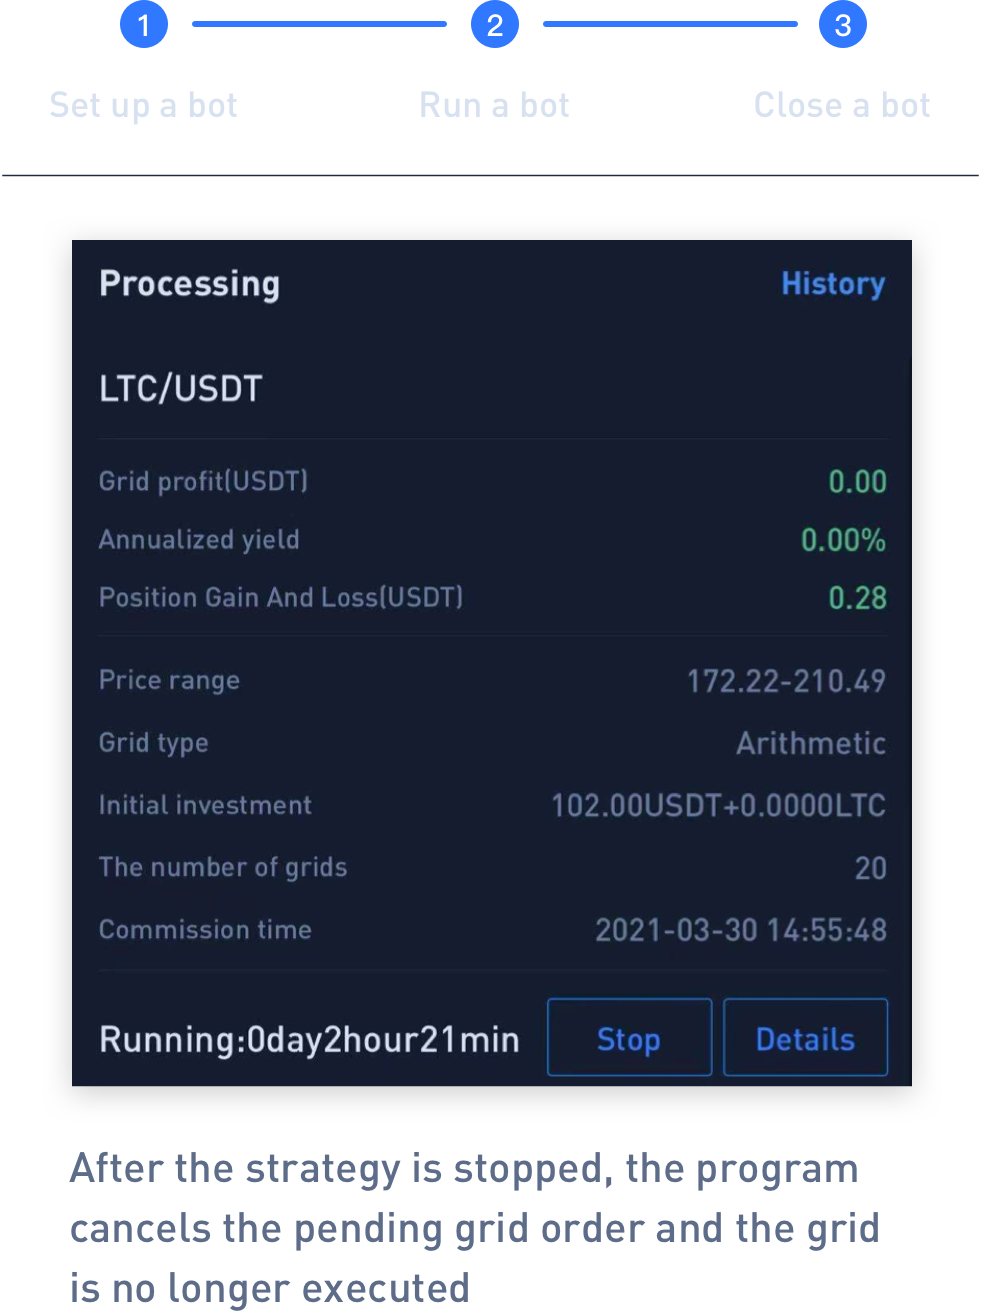 1 2 3
Set up a bot Run a bot Close a bot
Processing History
LTC/USDT
Grid profit(USDT) 0.00
Annualized yield 0.00%
Position Gain And Loss(USDT) 0.28
Price range 172.22-210.49
Grid type Arithmetic
Initial investment 102.00USDT+0.0000LTC
The number of grids 20
Commission time 2021-03-30 14:55:48
Running:0day2hour21min Stop Details
After the strategy is stopped, the program
cancels the pending grid order and the grid
is no longer executed